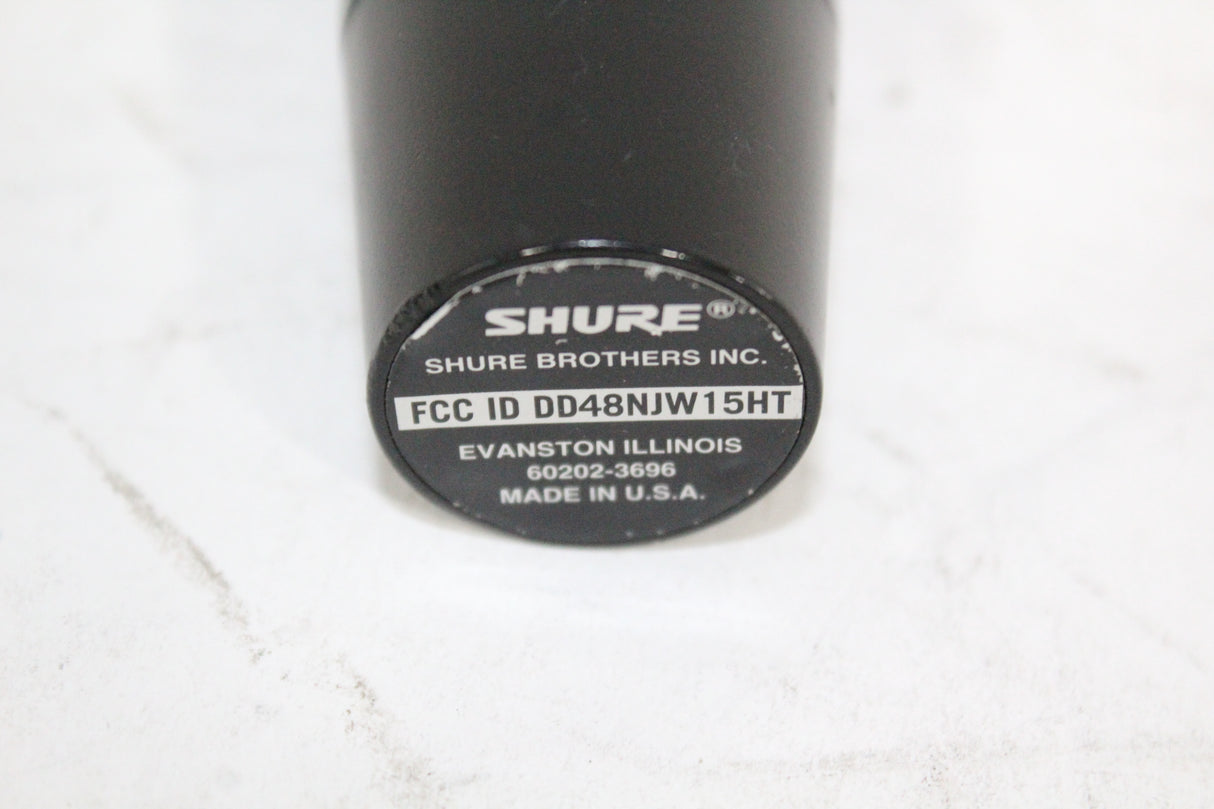 SHURE®
SHURE BROTHERS INC.
FCC ID DD48NJW15HT
EVANSTON ILLINOIS
60202-3696
MADE IN U.S.A.